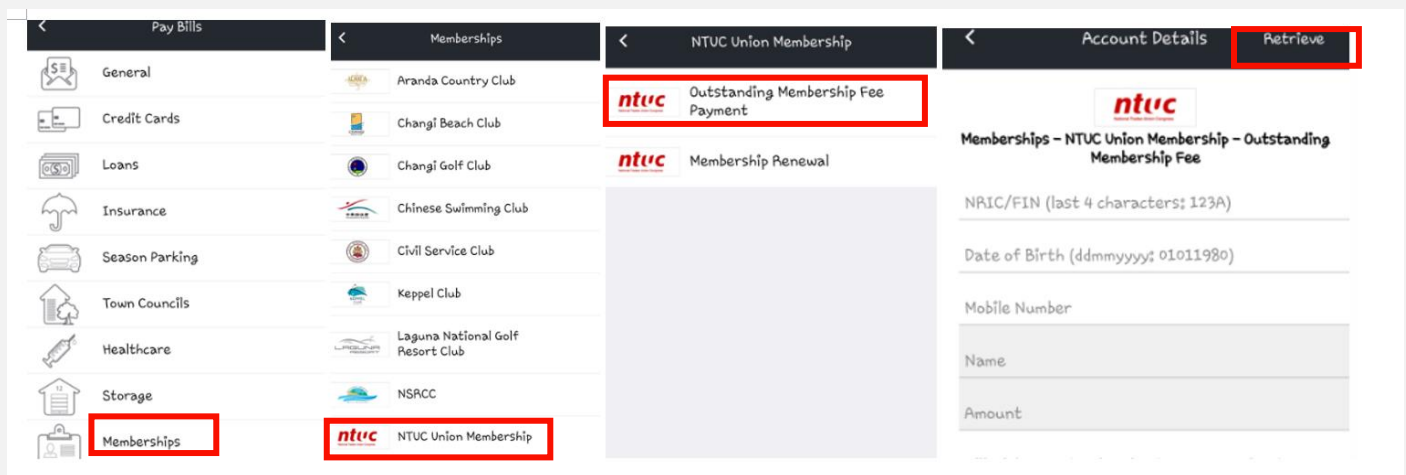 Pay Bills
General
Credit Cards
Loans
Insurance
Season Parking
Town Councils
Healthcare
Storage
Memberships
Memberships
Aranda Country Club
Changi Beach Club
Changi Golf Club
Chinese Swimming Club
Civil Service Club
Keppel Club
Laguna National Golf
Resort Club
NSRCC
ntuc
NTUC Union Membership
NTUC Union Membership
ntuc
Outstanding Membership Fee
Payment
ntuc
Membership Renewal
Account Details
Retrieve
ntuc
Memberships – NTUC Union Membership – Outstanding
Membership Fee
NRIC/FIN (last 4 characters: 123A)
Date of Birth (ddmmyyyy: 01011980)
Mobile Number
Name
Amount